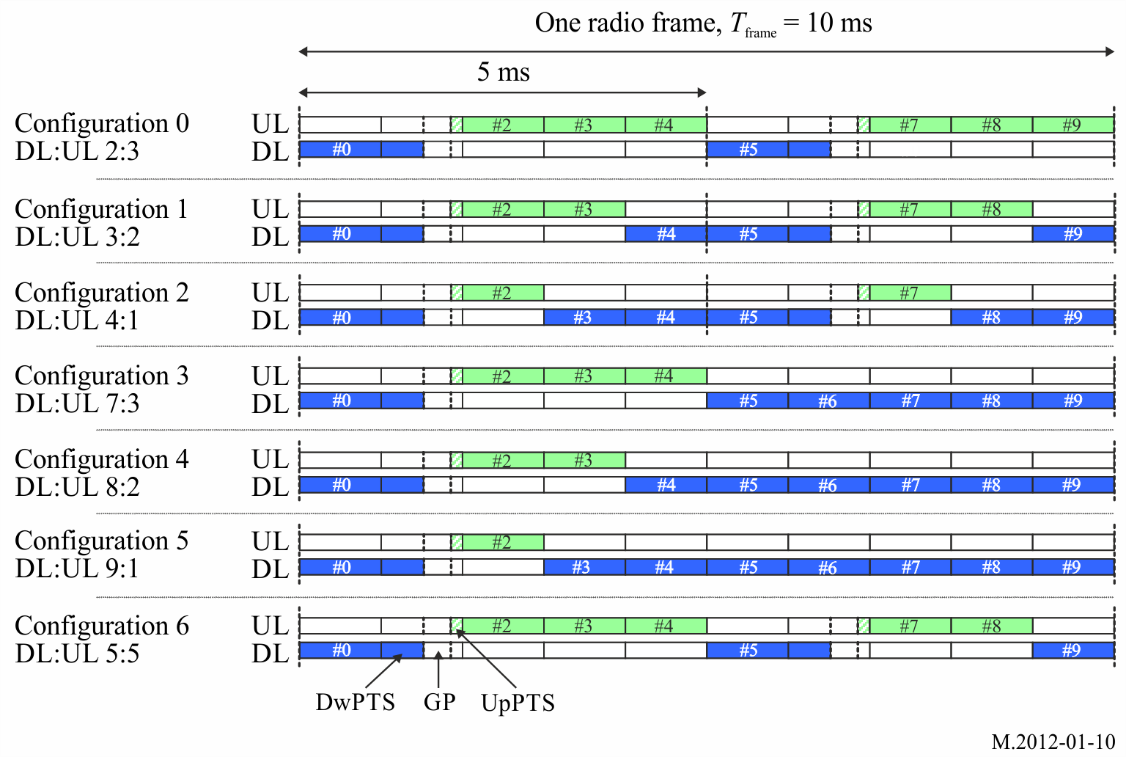 One radio frame, Tframe = 10 ms
5 ms
Configuration 0 UL #2 #3 #4 #7 #8 #9
DL:UL 2:3 DL #0 #5
Configuration 1 UL #2 #3 #7 #8
DL:UL 3:2 DL #0 #4 #5 #9
Configuration 2 UL #2 #7
DL:UL 4:1 DL #0 #3 #4 #5 #8 #9
Configuration 3 UL #2 #3 #4
DL:UL 7:3 DL #0 #5 #6 #7 #8 #9
Configuration 4 UL #2 #3
DL:UL 8:2 DL #0 #4 #5 #6 #7 #8 #9
Configuration 5 UL #2
DL:UL 9:1 DL #0 #3 #4 #5 #6 #7 #8 #9
Configuration 6 UL #2 #3 #4 #7 #8
DL:UL 5:5 DL #0 #5 #9
DwPTS GP UpPTS
M.2012-01-10